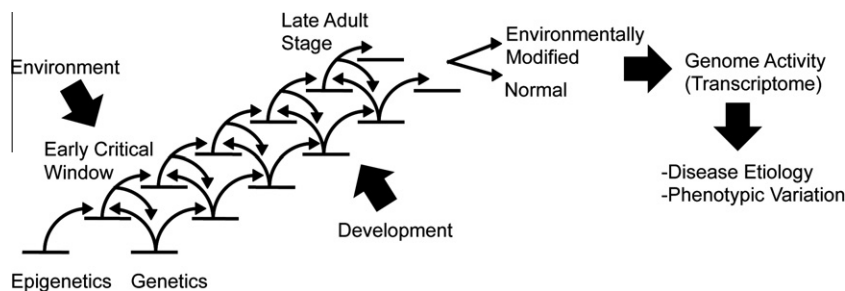 Late Adult
Stage
Environmentally
Modified
Normal
Genome Activity
(Transcriptome)
Environment
Early Critical
Window
-Disease Etiology
-Phenotypic Variation
Development
Epigenetics
Genetics